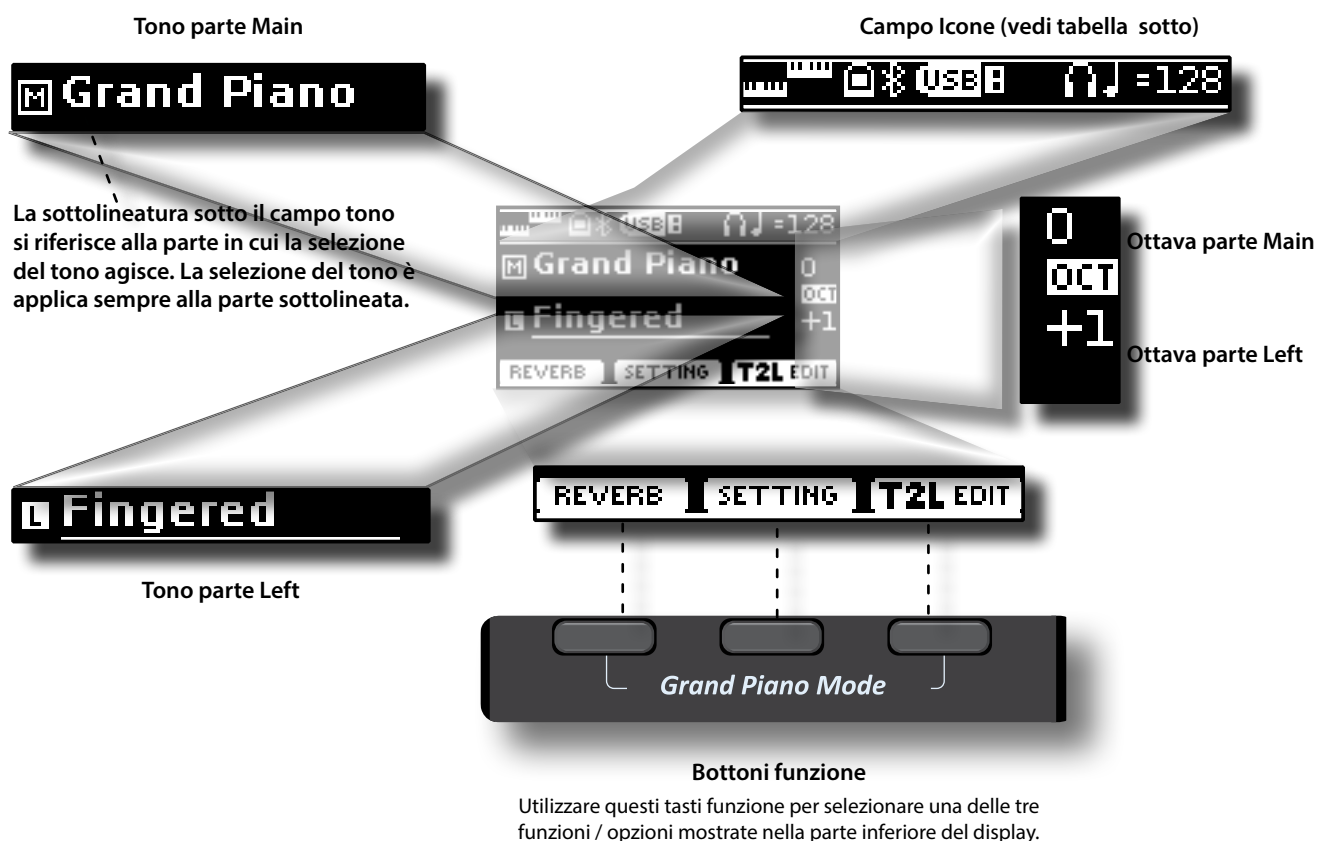 Tono parte Main
Campo Icone (vedi tabella sotto)
M Grand Piano
USB =128
La sottolineatura sotto il campo tono
si riferisce alla parte in cui la selezione
del tono agisce. La selezione del tono è
applica sempre alla parte sottolineata.
USB =128
M Grand Piano 0
OCT
L Fingered +1
REVERB SETTING T2L EDIT
0
OCT
+1
Ottava parte Main
Ottava parte Left
L Fingered
Tono parte Left
REVERB SETTING T2L EDIT
Grand Piano Mode
Bottoni funzione
Utilizzare questi tasti funzione per selezionare una delle tre
funzioni / opzioni mostrate nella parte inferiore del display.